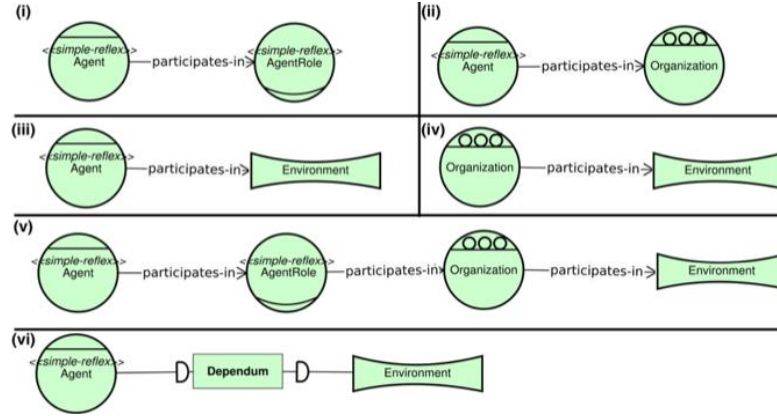 (i)
<<simple-reflex>>
Agent
participates-in
<<simple-reflex>>
AgentRole
(ii)
<<simple-reflex>>
Agent
participates-in
Organization
(iii)
<<simple-reflex>>
Agent
participates-in
Environment
(iv)
Organization
participates-in
Environment
(v)
<<simple-reflex>>
Agent
participates-in
<<simple-reflex>>
AgentRole
participates-in
Organization
participates-in
Environment
(vi)
<<simple-reflex>>
Agent
Dependum
Environment